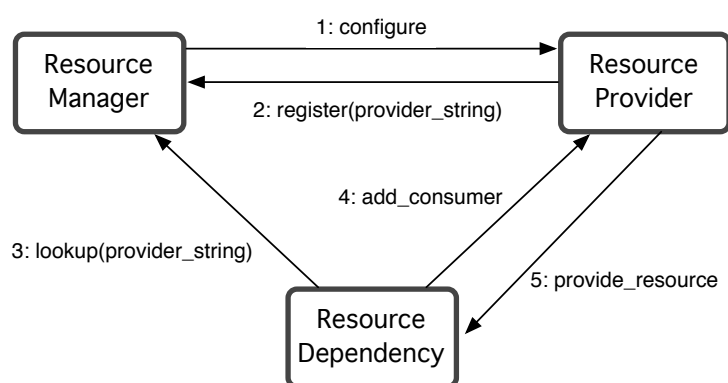 1: configure
Resource
Manager
Resource
Provider
2: register(provider_string)
4: add_consumer
3: lookup(provider_string)
5: provide_resource
Resource
Dependency